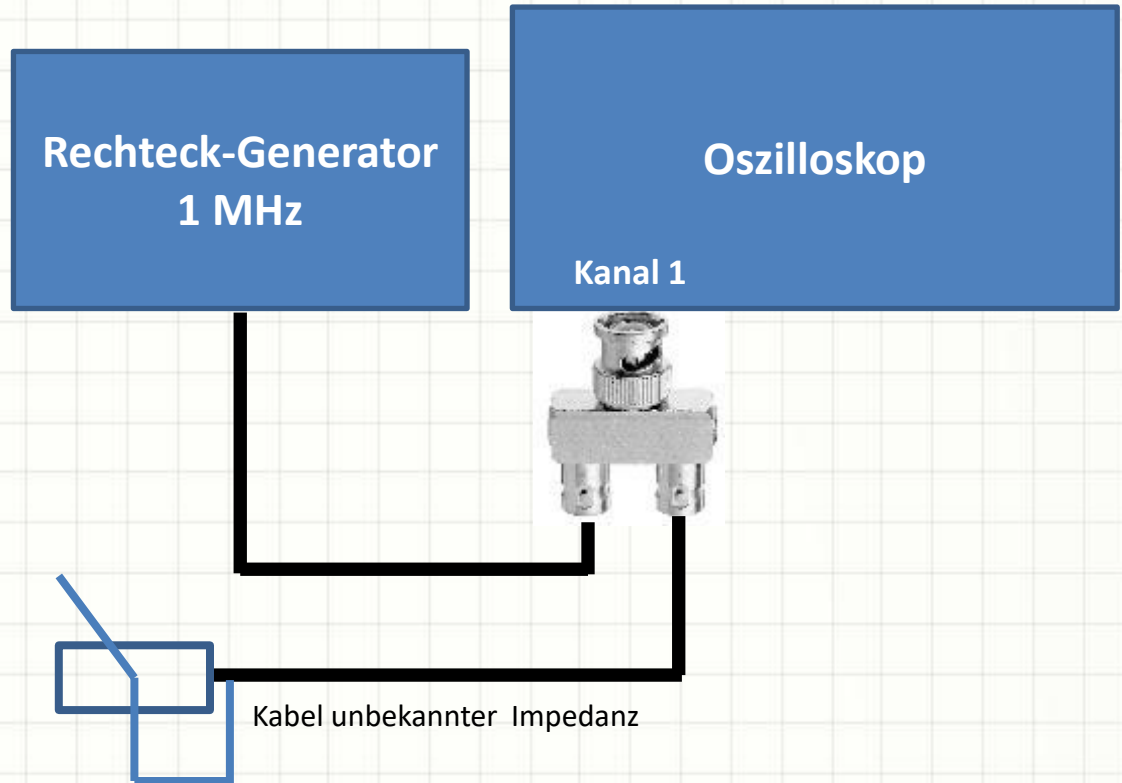 Rechteck-Generator
1 MHz
Oszilloskop
Kanal 1
Kabel unbekannter Impedanz